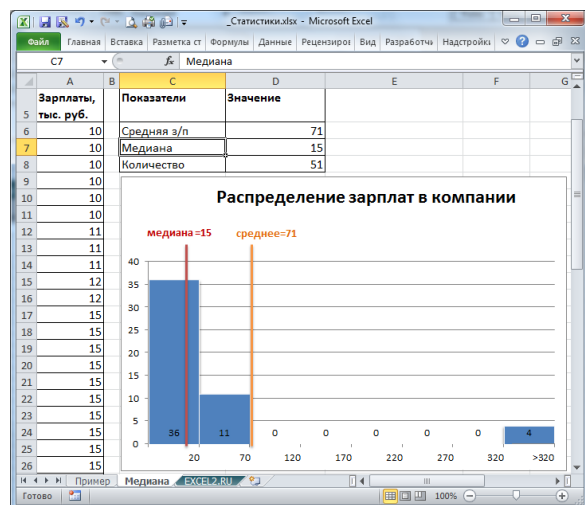 _Статистики.xlsx - Microsoft Excel
Файл Главная Вставка Разметка ст Формулы Данные Рецензиров Вид Разработчи Надстройки
C7 fx Медиана
A B C D E F G
5 Зарплаты, тыс. руб. Показатели Значение
6 10 Средняя з/п 71
7 10 Медиана 15
8 10 Количество 51
9 10
10 10
11 10
12 11
13 11
14 11
15 12
16 12
17 15
18 15
19 15
20 15
21 15
22 15
23 15
24 15
25 15
26 15
Распределение зарплат в компании
медиана=15 среднее=71
40
35
30
25
20
15
10
5
0
36 11 0 0 0 0 0 4
20 70 120 170 220 270 320 >320
Пример Медиана EXCEL2.RU
Готово 100%